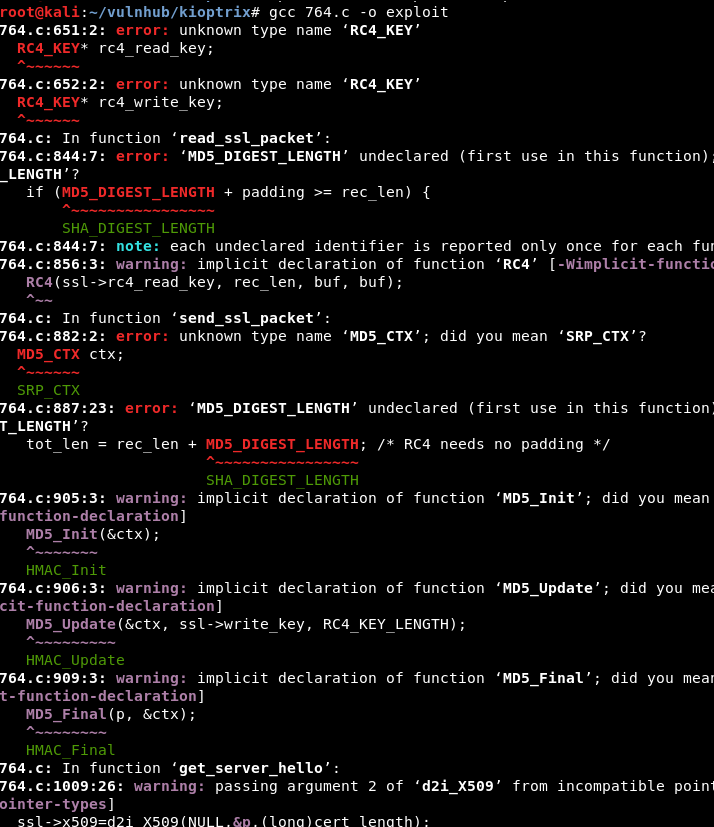 root@kali:~/vulnhub/kioptrix# gcc 764.c -o exploit
764.c:651:2: error: unknown type name ‘RC4_KEY’
RC4_KEY* rc4_read_key;
^~~~~~~
764.c:652:2: error: unknown type name ‘RC4_KEY’
RC4_KEY* rc4_write_key;
^~~~~~~
764.c: In function ‘read_ssl_packet’:
764.c:844:7: error: ‘MD5_DIGEST_LENGTH’ undeclared (first use in this function);
_LENGTH’?
if (MD5_DIGEST_LENGTH + padding >= rec_len) {
^~~~~~~~~~~~~~~~~
SHA_DIGEST_LENGTH
764.c:844:7: note: each undeclared identifier is reported only once for each fun
764.c:856:3: warning: implicit declaration of function ‘RC4’ [-Wimplicit-functio
RC4(ssl->rc4_read_key, rec_len, buf, buf);
^~~
764.c: In function ‘send_ssl_packet’:
764.c:882:2: error: unknown type name ‘MD5_CTX’; did you mean ‘SRP_CTX’?
MD5_CTX ctx;
^~~~~~~
SRP_CTX
764.c:887:23: error: ‘MD5_DIGEST_LENGTH’ undeclared (first use in this function)
T_LENGTH’?
tot_len = rec_len + MD5_DIGEST_LENGTH; /* RC4 needs no padding */
^~~~~~~~~~~~~~~~~
SHA_DIGEST_LENGTH
764.c:905:3: warning: implicit declaration of function ‘MD5_Init’; did you mean
function-declaration]
MD5_Init(&ctx);
^~~~~~~~
HMAC_Init
764.c:906:3: warning: implicit declaration of function ‘MD5_Update’; did you mea
cit-function-declaration]
MD5_Update(&ctx, ssl->write_key, RC4_KEY_LENGTH);
^~~~~~~~~~
HMAC_Update
764.c:909:3: warning: implicit declaration of function ‘MD5_Final’; did you mean
t-function-declaration]
MD5_Final(p, &ctx);
^~~~~~~~~
HMAC_Final
764.c: In function ‘get_server_hello’:
764.c:1009:26: warning: passing argument 2 of ‘d2i_X509’ from incompatible point
ointer-types]
ssl->x509=d2i_X509(NULL,&p,(long)cert_length);